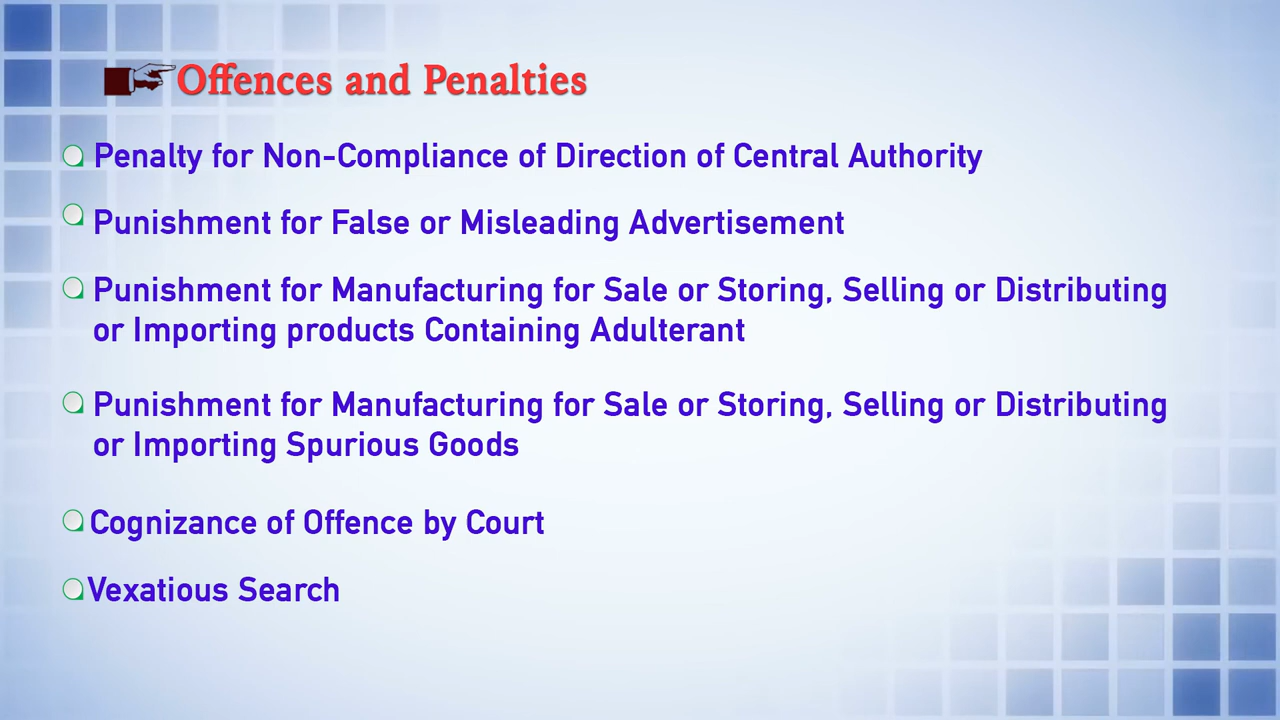 Offences and Penalties
Penalty for Non-Compliance of Direction of Central Authority
Punishment for False or Misleading Advertisement
Punishment for Manufacturing for Sale or Storing, Selling or Distributing
or Importing products Containing Adulterant
Punishment for Manufacturing for Sale or Storing, Selling or Distributing
or Importing Spurious Goods
Cognizance of Offence by Court
Vexatious Search